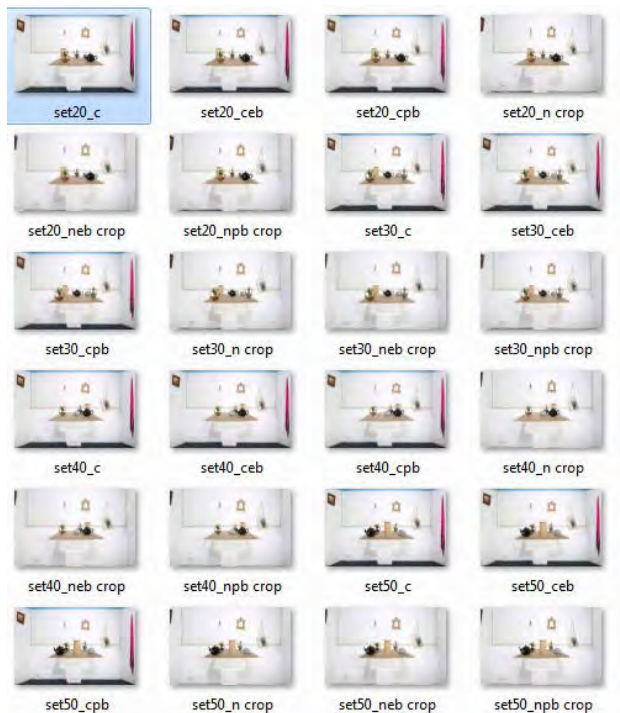 set20_c set20_ceb set20_cpb set20_n crop
set20_neb crop set20_npb crop set30_c set30_ceb
set30_cpb set30_n crop set30_neb crop set30_npb crop
set40_c set40_ceb set40_cpb set40_n crop
set40_neb crop set40_npb crop set50_c set50_ceb
set50_cpb set50_n crop set50_neb crop set50_npb crop